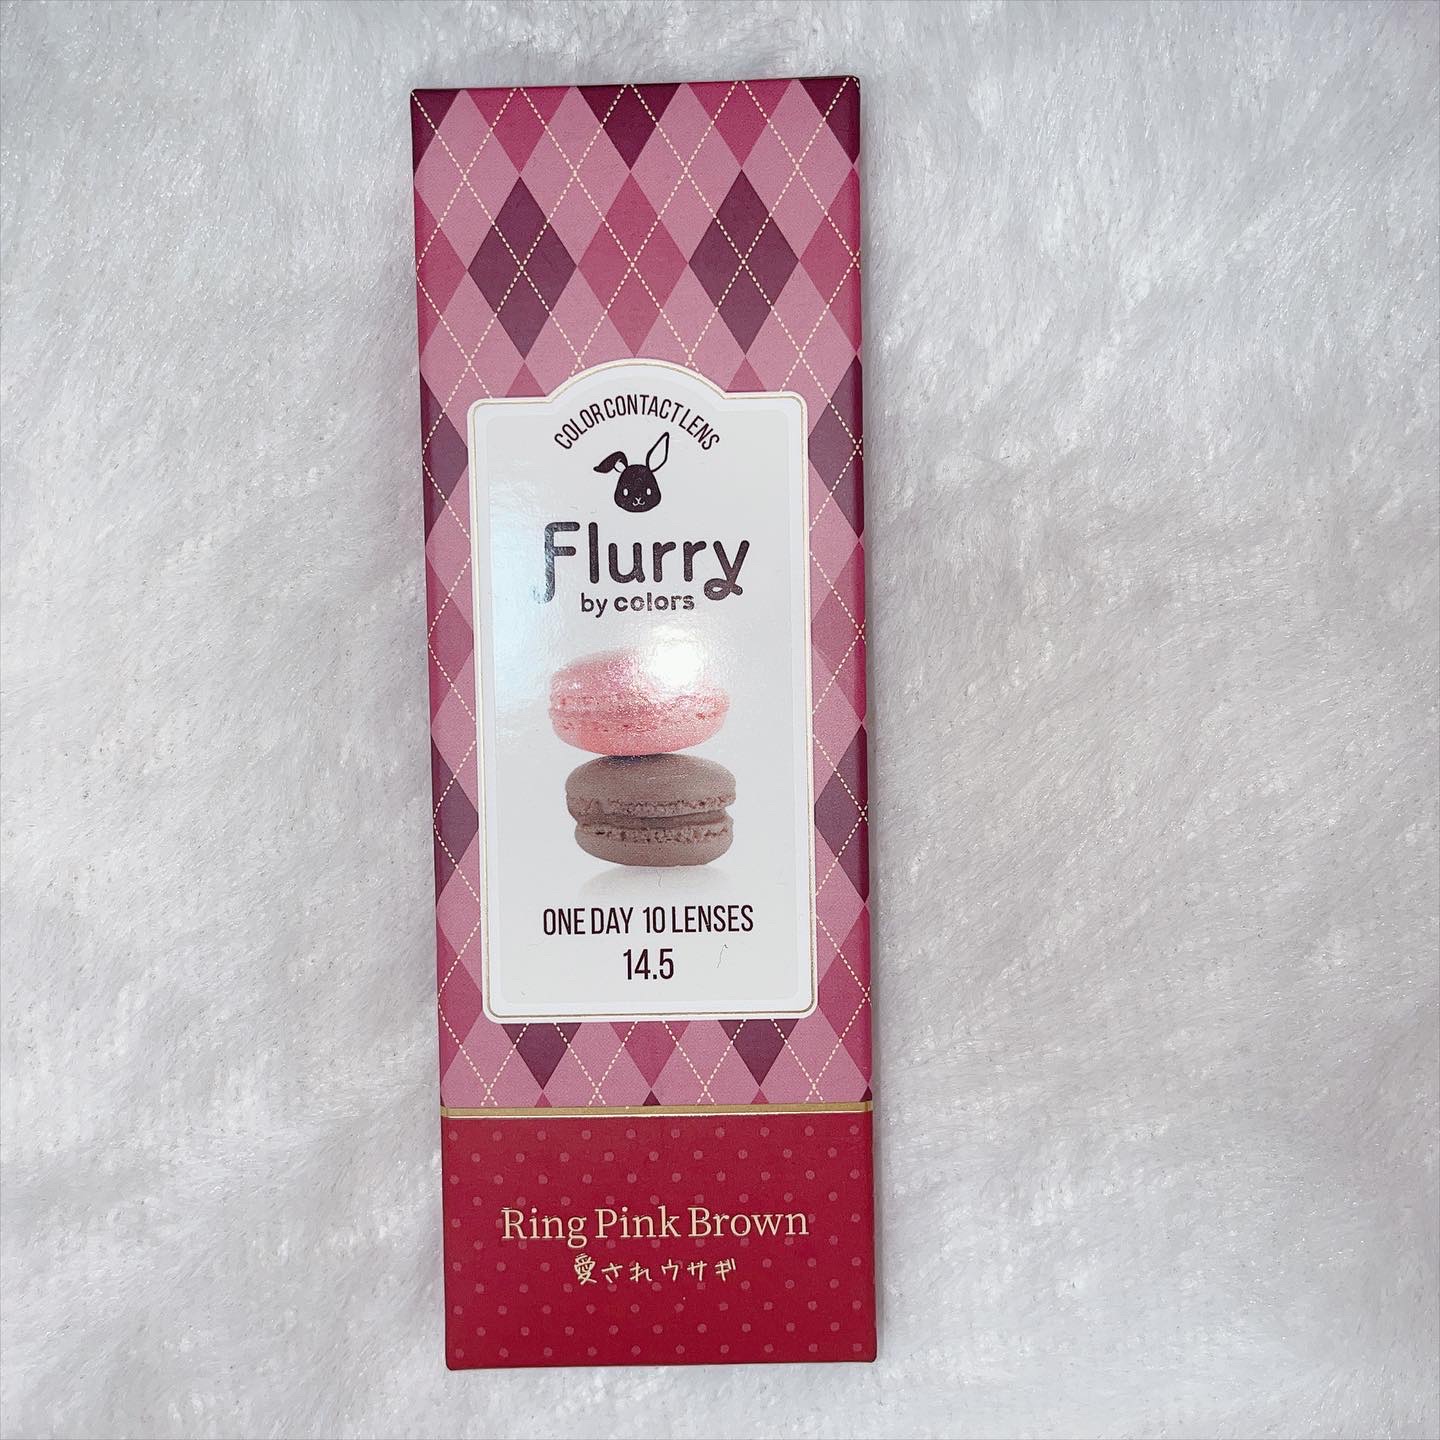 COLOR CONTACT LENS
Flurry
by colors
ONE DAY 10 LENSES
14.5
Ring Pink Brown
愛されウサギ